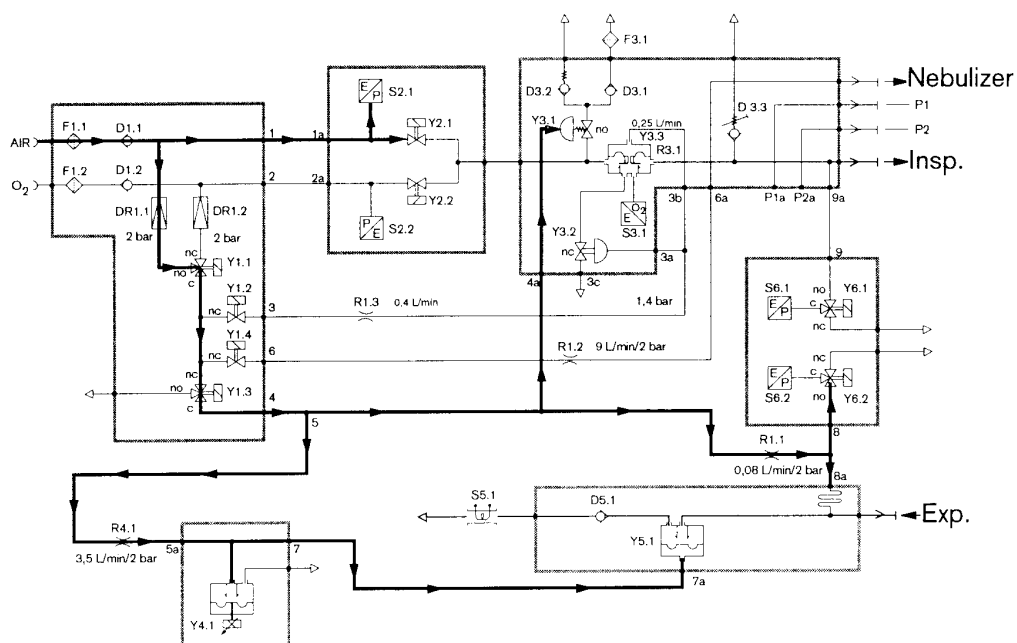 F3.1
D3.2
D3.1
Nebulizer
D 3.3
E
P
S2.1
Y3.1
no
0,25 L/min
P1
F1.1
D1.1
Y2.1
Y3.3
P2
AIR
1
1a
R3.1
Insp.
F1.2
D1.2
O2
2
2a
Y2.2
DR1.1
DR1.2
2 bar
2 bar
P
E
S2.2
O2
E
S3.1
3b
6a
P1a
P2a
9a
Y3.2
nc
3a
4a
3c
nc
no
Y1.1
c
Y1.2
nc
3
R1.3
0,4 L/min
1,4 bar
9
S6.1
no
Y6.1
E
P
c
nc
Y1.4
nc
6
R1.2
9 L/min/2 bar
nc
no
Y1.3
c
4
nc
c
E
P
S6.2
no
Y6.2
5
8
R1.1
0,08 L/min/2 bar
8a
S5.1
D5.1
Exp.
Y5.1
R4.1
3,5 L/min/2 bar
5a
7
7a
Y4.1